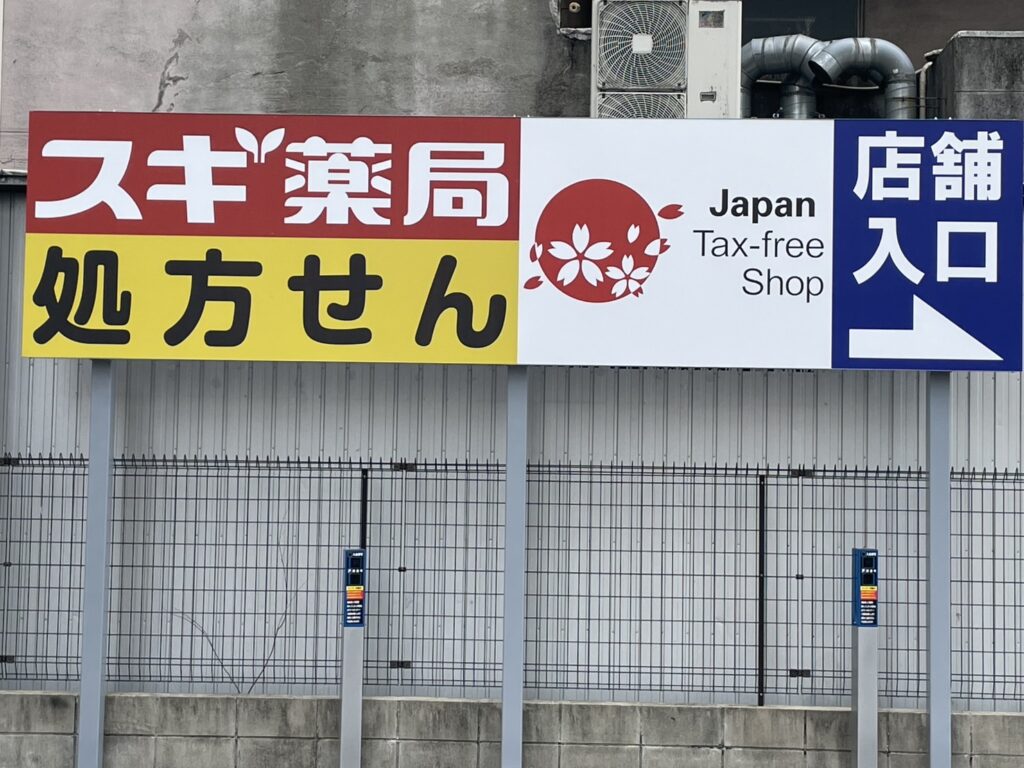 スギ薬局
処方せん
Japan
Tax-free
Shop
店舗
入口